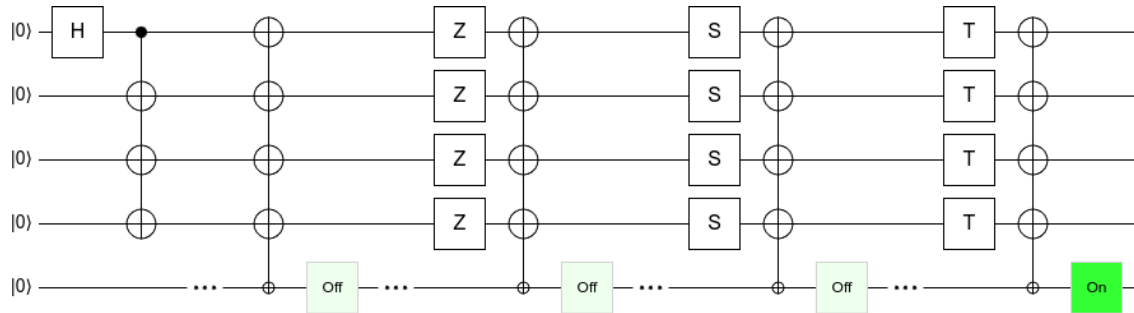 |0⟩ H Z S T
|0⟩ Z S T
|0⟩ Z S T
|0⟩ Z S T
|0⟩ ... Off ... Off ... Off ... On